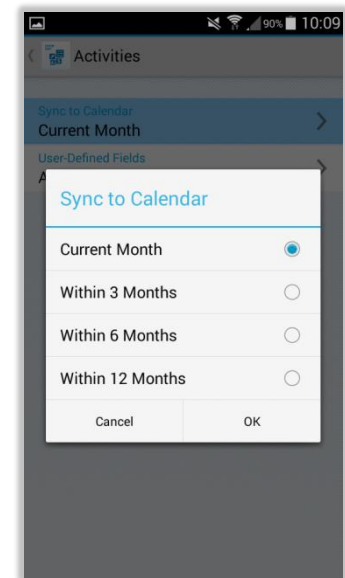 90% 10:09
Activities
Sync to Calendar
Current Month
User-Defined Fields
A
Sync to Calendar
Current Month
Within 3 Months
Within 6 Months
Within 12 Months
Cancel OK